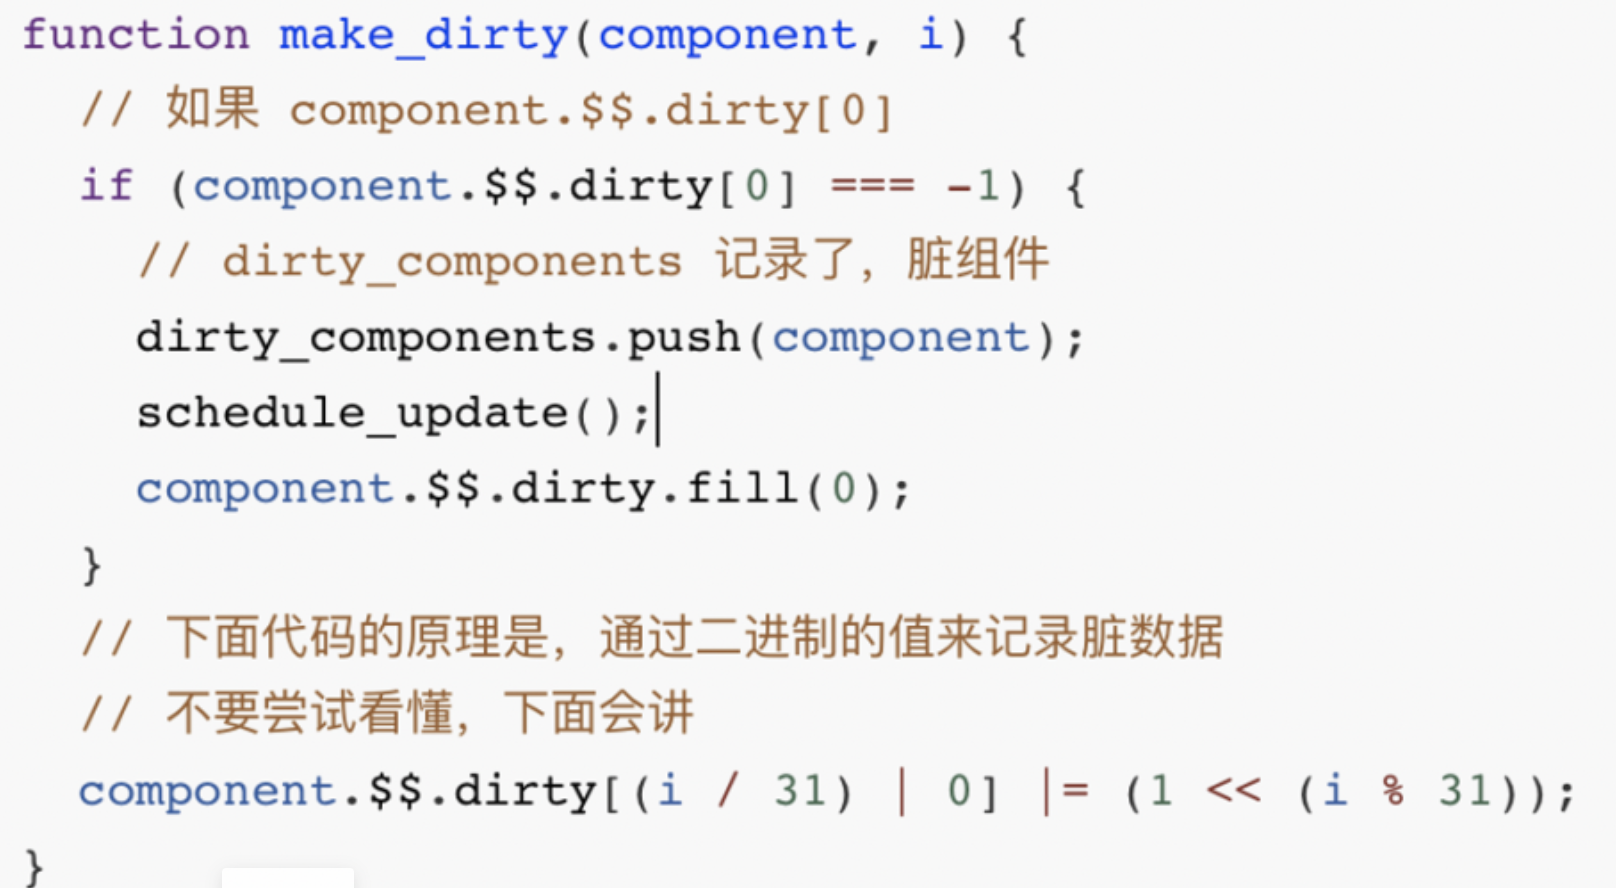 function make_dirty(component, i) {
  // 如果 component.$$.dirty[0]
  if (component.$$.dirty[0] === -1) {
    // dirty_components 记录了，脏组件
    dirty_components.push(component);
    schedule_update();
    component.$$.dirty.fill(0);
  }
  // 下面代码的原理是，通过二进制的值来记录脏数据
  // 不要尝试看懂，下面会讲
  component.$$.dirty[(i / 31) | 0] |= (1 << (i % 31));
}